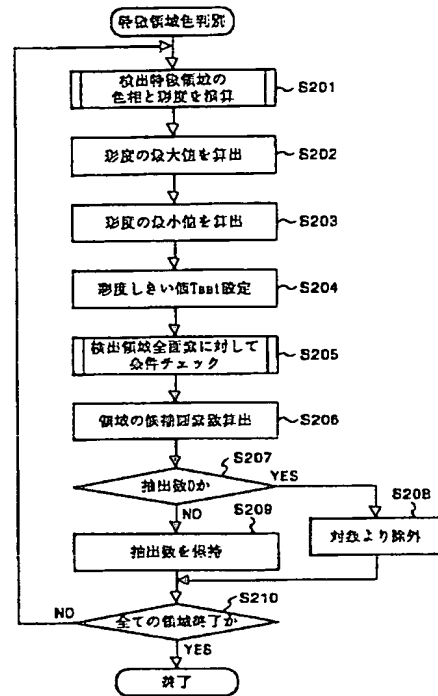 特徴領域色判別
検出特徴領域の
色相と彩度を演算
S201
彩度の最大値を算出
S202
彩度の最小値を算出
S203
彩度しきい値Tsat設定
S204
検出領域全画素に対して
条件チェック
S205
領域の候補画素数算出
S206
抽出数0か
S207
YES
NO
S208
対象より除外
S209
抽出数を保持
S210
全ての領域終了か
NO
YES
終了